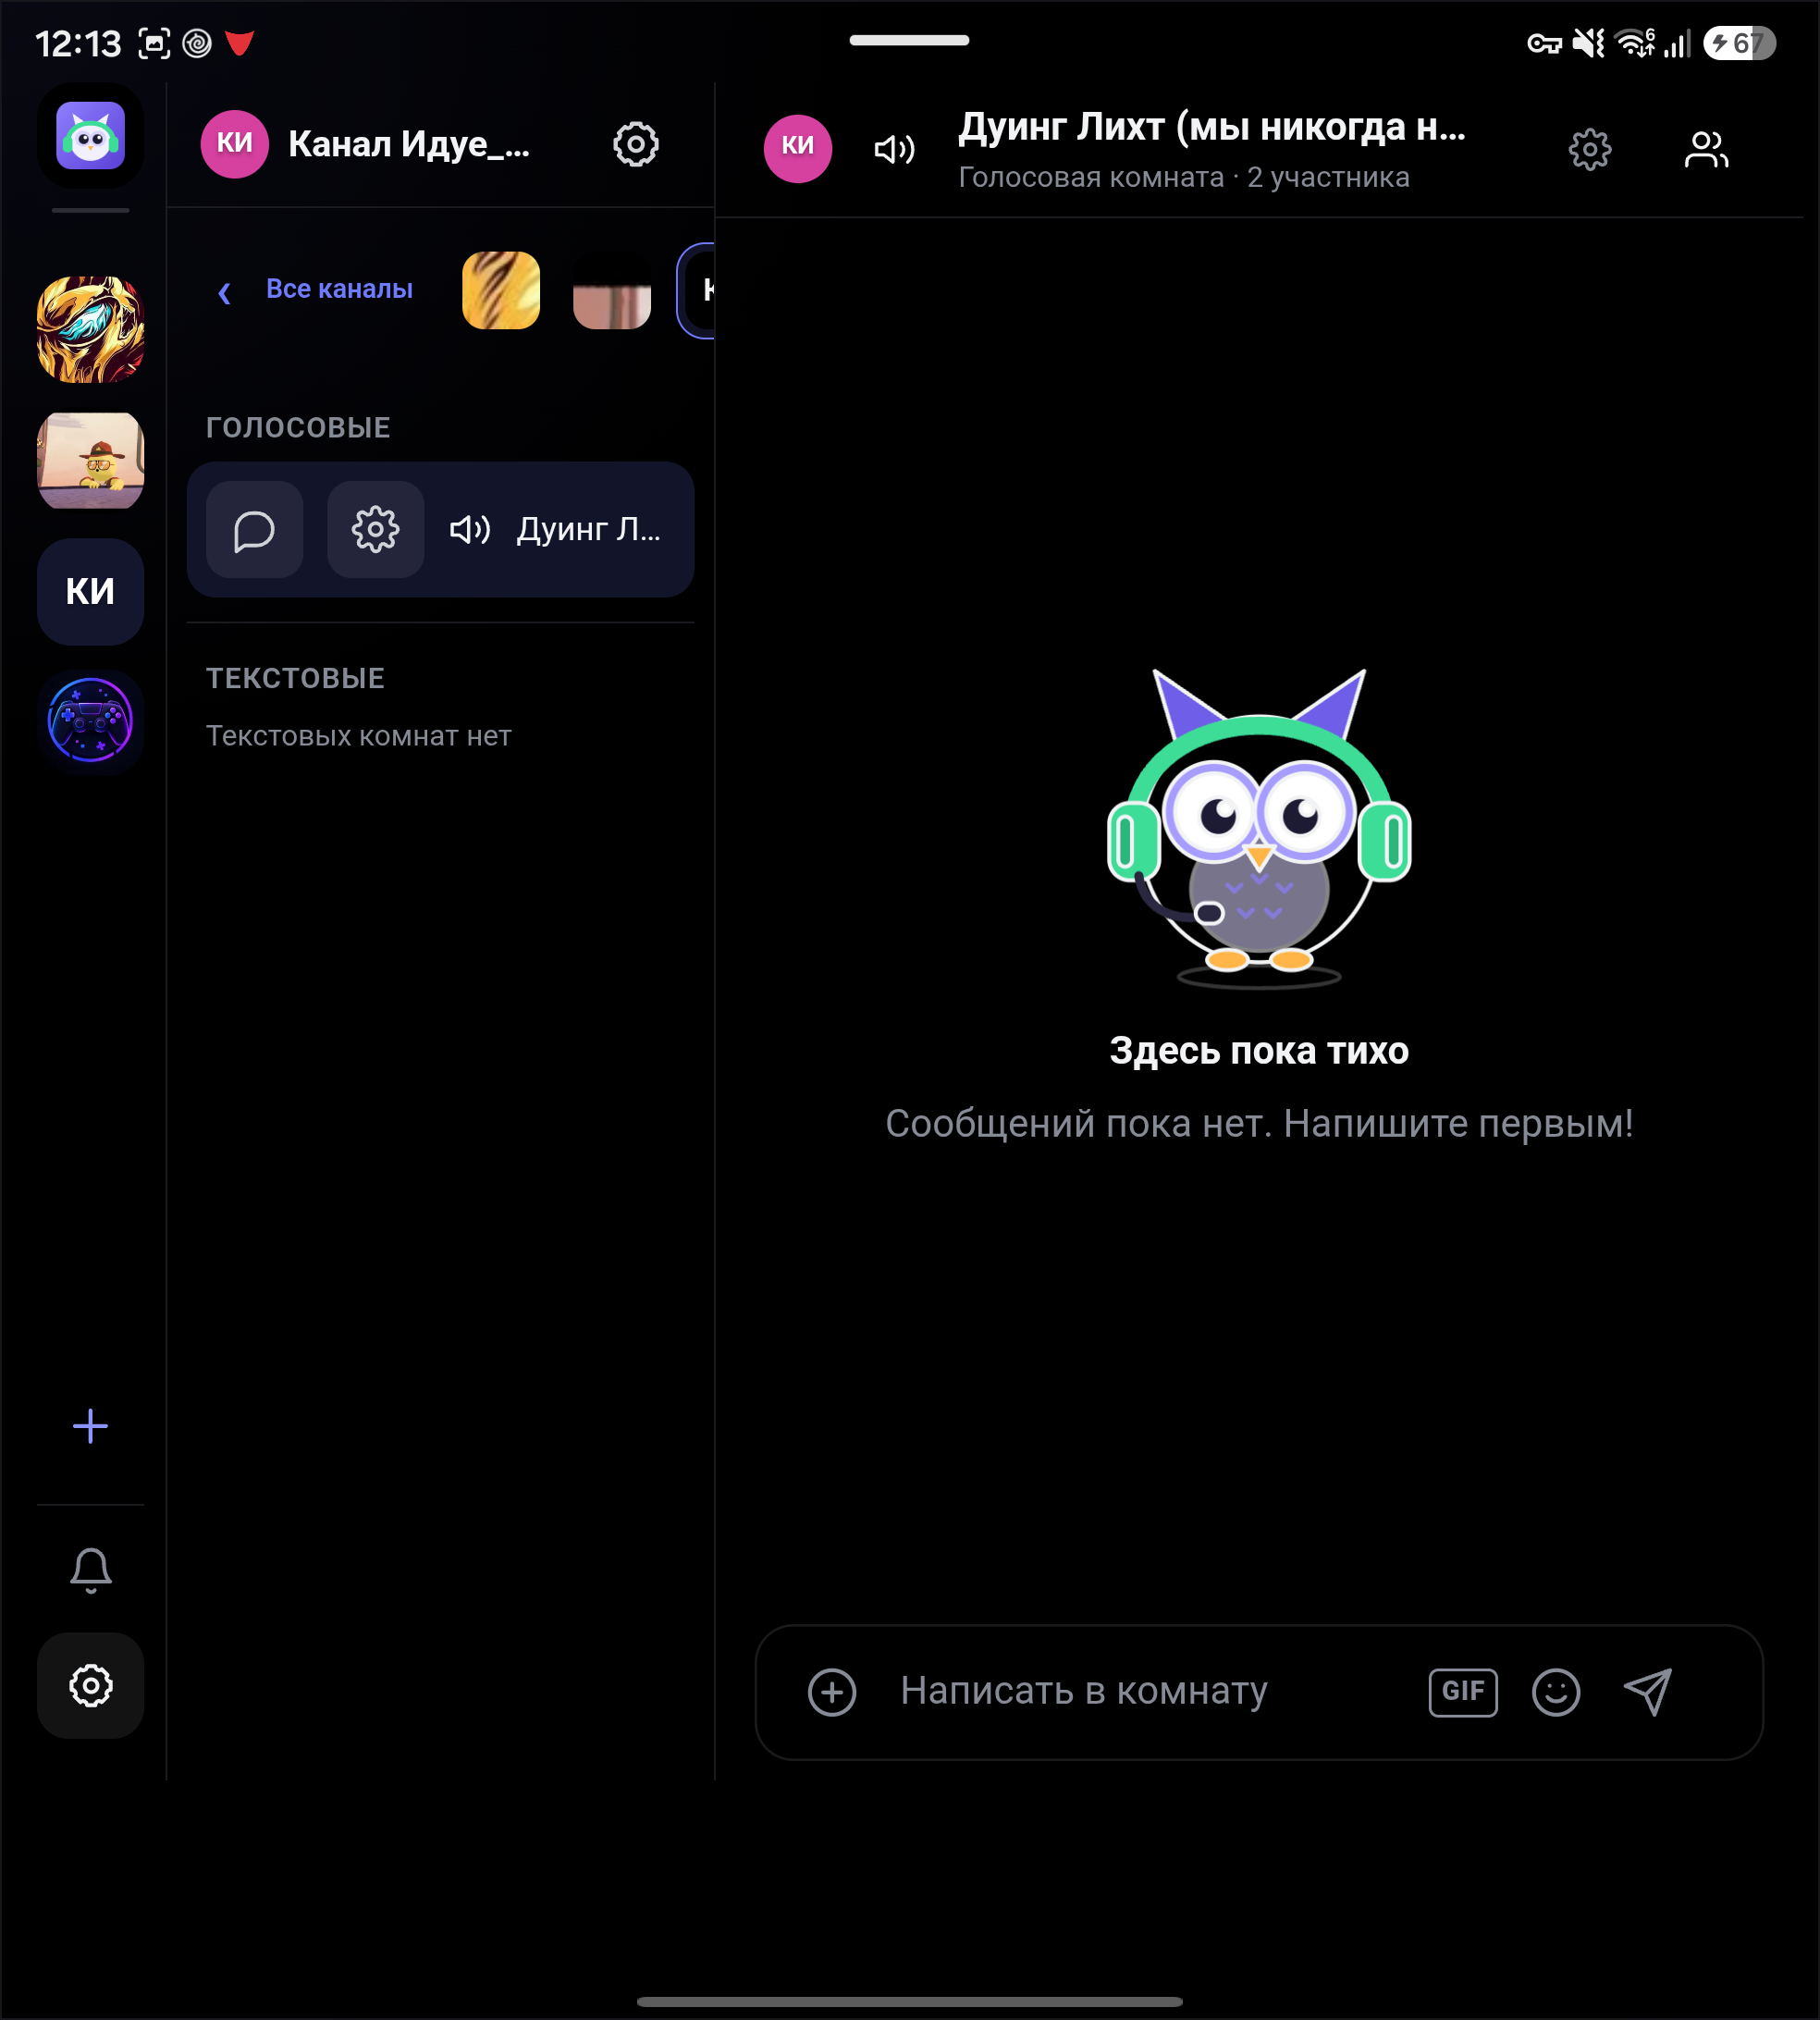 12:13
6
67
КИ
Канал Идуе_...
КИ
Дуинг Лихт (мы никогда н...
Голосовая комната · 2 участника
Все каналы
ГОЛОСОВЫЕ
Дуинг Л...
КИ
ТЕКСТОВЫЕ
Текстовых комнат нет
Здесь пока тихо
Сообщений пока нет. Напишите первым!
Написать в комнату
GIF